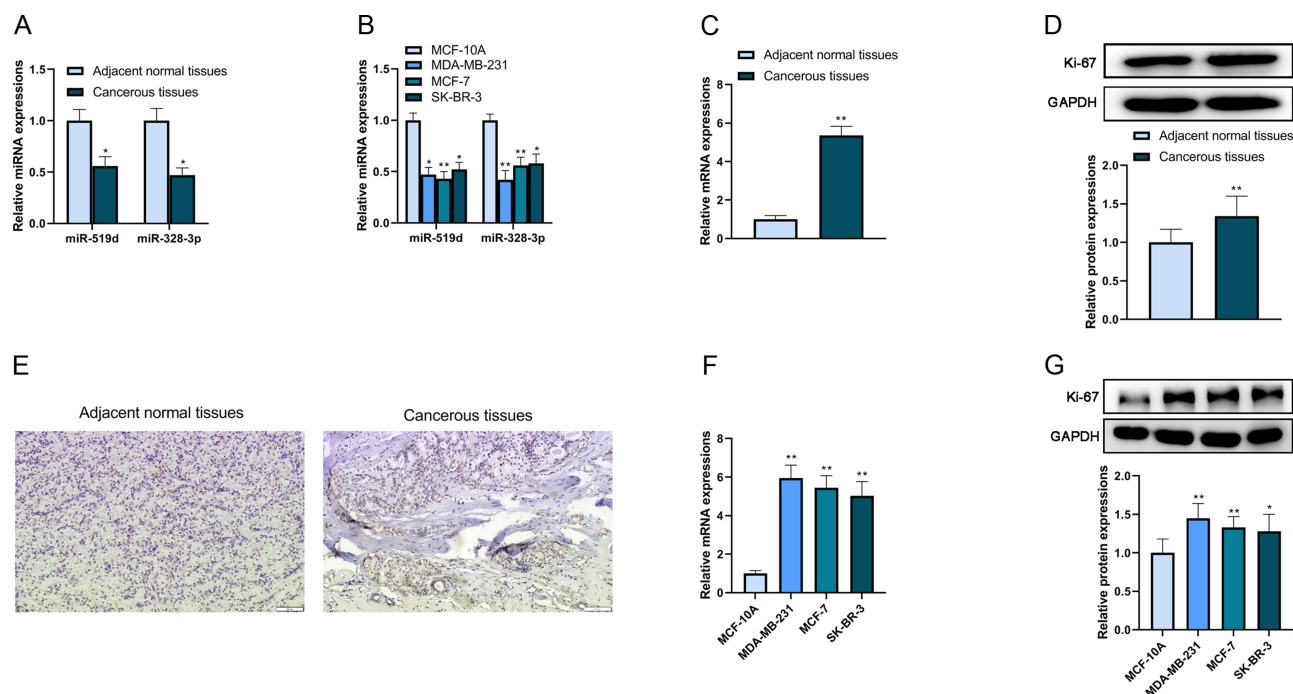 A
Adjacent normal tissues
Cancerous tissues
Relative miRNA expressions
1.5
1.0
0.5
0.0
*
*
miR-519d
miR-328-3p
B
MCF-10A
MDA-MB-231
MCF-7
SK-BR-3
Relative miRNA expressions
1.5
1.0
0.5
0.0
*
**
*
**
**
*
miR-519d
miR-328-3p
C
Adjacent normal tissues
Cancerous tissues
Relative mRNA expressions
8
6
4
2
0
**
D
Ki-67
GAPDH
Adjacent normal tissues
Cancerous tissues
Relative protein expressions
2.0
1.5
1.0
0.5
0.0
**
E
Adjacent normal tissues
Cancerous tissues
F
Relative mRNA expressions
8
6
4
2
0
**
**
**
MCF-10A
MDA-MB-231
MCF-7
SK-BR-3
G
Ki-67
GAPDH
Relative protein expressions
2.0
1.5
1.0
0.5
0.0
**
**
*
MCF-10A
MDA-MB-231
MCF-7
SK-BR-3